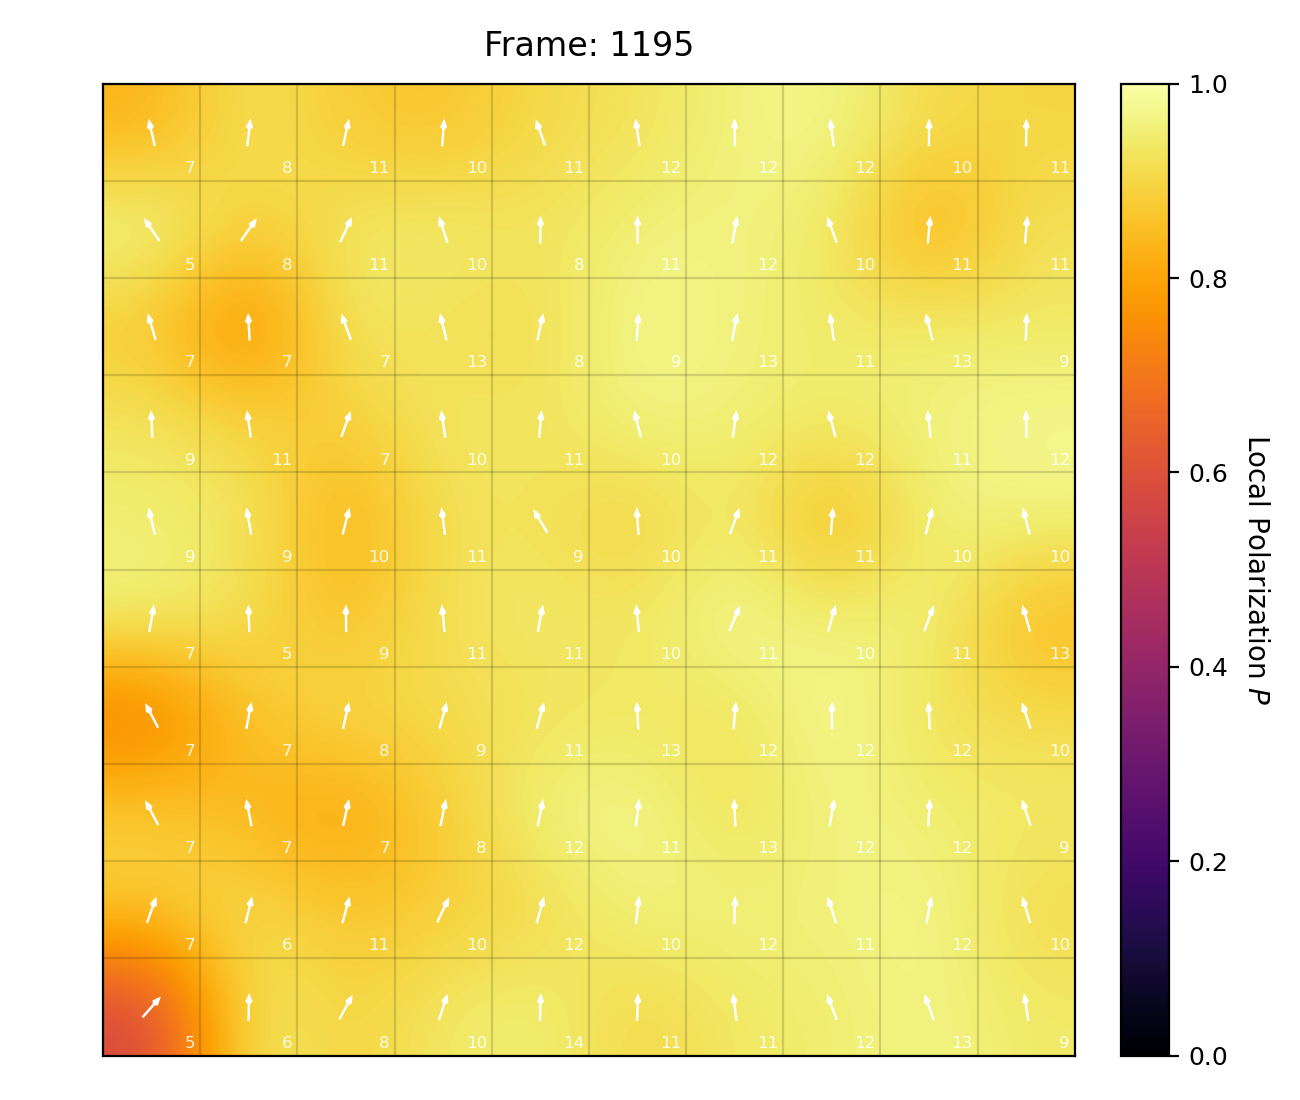 Frame: 1195
7 8 11 10 11 12 12 12 10 11
5 8 11 10 8 11 12 10 11 11
7 7 7 13 8 9 13 11 13 9
9 11 7 10 11 10 12 12 11 12
9 9 10 11 9 10 11 11 10 10
7 5 9 11 11 10 11 10 11 13
7 7 8 9 11 13 12 12 12 10
7 7 7 8 12 11 13 12 12 9
7 6 11 10 12 10 12 11 12 10
5 6 8 10 14 11 11 12 13 9
1.0
0.8
0.6
0.4
0.2
0.0
Local Polarization P